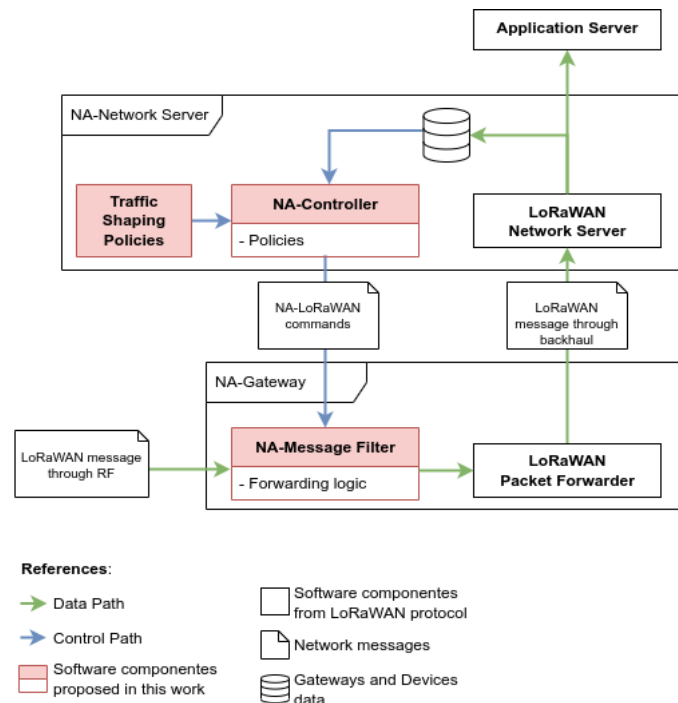 Application Server
NA-Network Server
Traffic
Shaping
Policies
NA-Controller
- Policies
LoRaWAN
Network Server
NA-LoRaWAN
commands
LoRaWAN
message through
backhaul
NA-Gateway
LoRaWAN message
through RF
NA-Message Filter
- Forwarding logic
LoRaWAN
Packet Forwarder
References:
Data Path
Control Path
Software componentes
proposed in this work
Software componentes
from LoRaWAN protocol
Network messages
Gateways and Devices
data